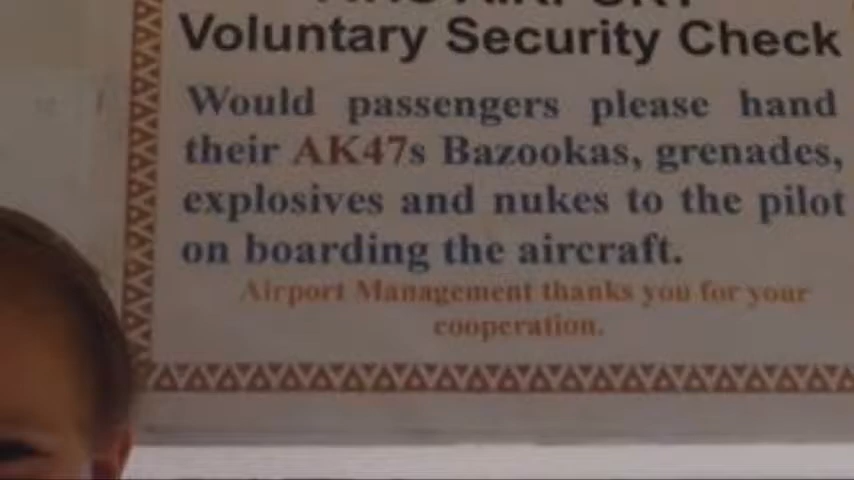 AIRPORT
Voluntary Security Check
Would passengers please hand
their AK47s Bazookas, grenades,
explosives and nukes to the pilot
on boarding the aircraft.
Airport Management thanks you for your
cooperation.